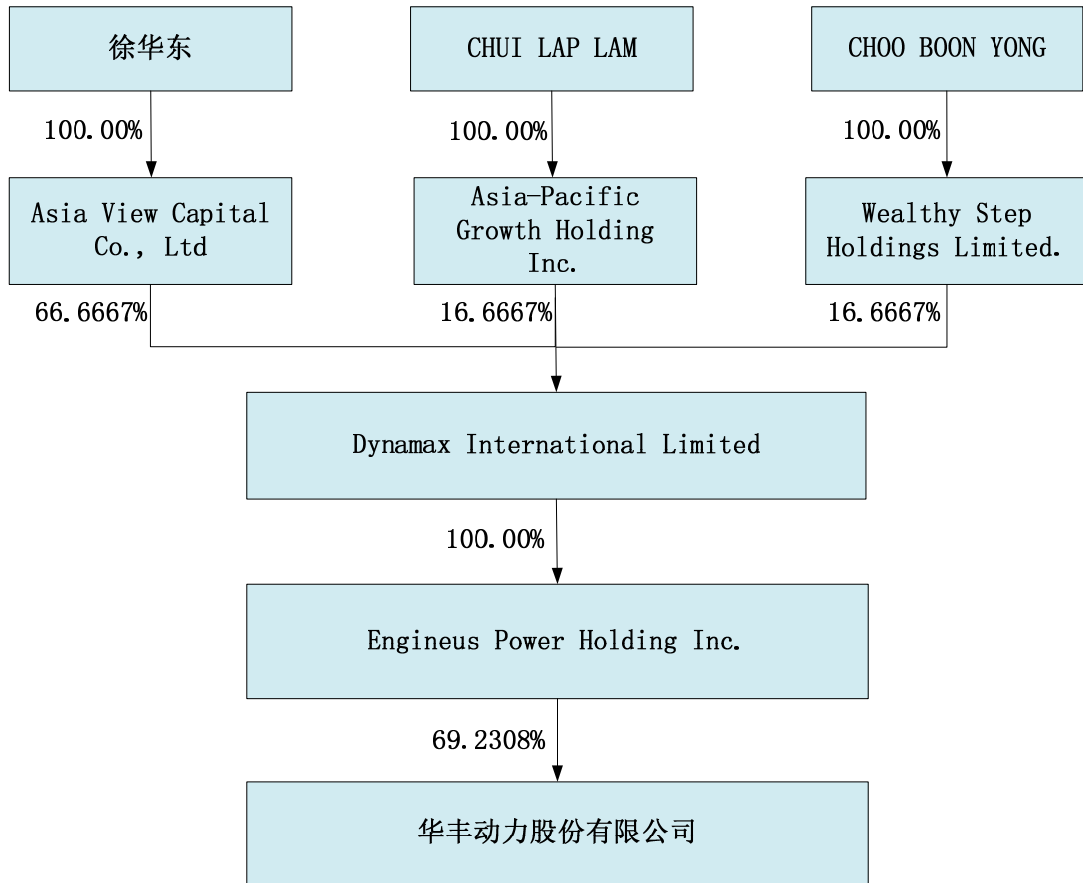 徐华东
CHUI LAP LAM
CHOO BOON YONG
100.00%
100.00%
100.00%
Asia View Capital
Co., Ltd
Asia-Pacific
Growth Holding
Inc.
Wealthy Step
Holdings Limited.
66.6667%
16.6667%
16.6667%
Dynamax International Limited
100.00%
Engineus Power Holding Inc.
69.2308%
华丰动力股份有限公司